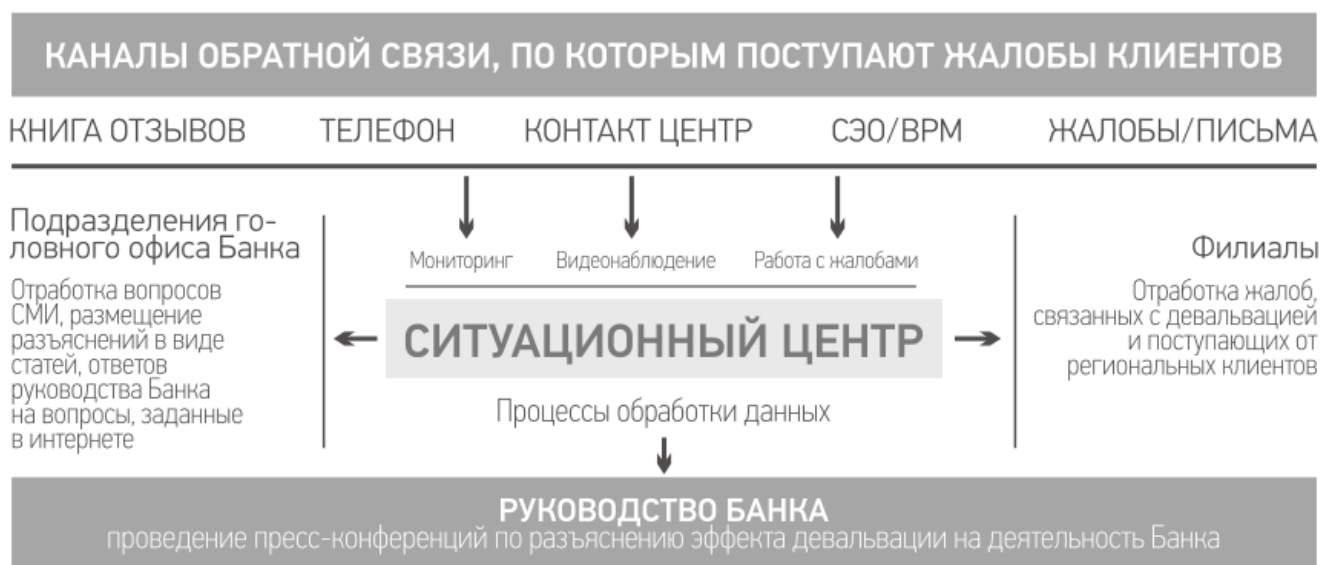 КАНАЛЫ ОБРАТНОЙ СВЯЗИ, ПО КОТОРЫМ ПОСТУПАЮТ ЖАЛОБЫ КЛИЕНТОВ
КНИГА ОТЗЫВОВ ТЕЛЕФОН КОНТАКТ ЦЕНТР СЭО/ВРМ ЖАЛОБЫ/ПИСЬМА
Подразделения го-
ловного офиса Банка
Отработка вопросов
СМИ, размещение
разъяснений в виде
статей, ответов
руководства Банка
на вопросы, заданные
в интернете
Мониторинг Видеонаблюдение Работа с жалобами
СИТУАЦИОННЫЙ ЦЕНТР
Процессы обработки данных
Филиалы
Отработка жалоб,
связанных с девальвацией
и поступающих от
региональных клиентов
РУКОВОДСТВО БАНКА
проведение пресс-конференций по разъяснению эффекта девальвации на деятельность Банка